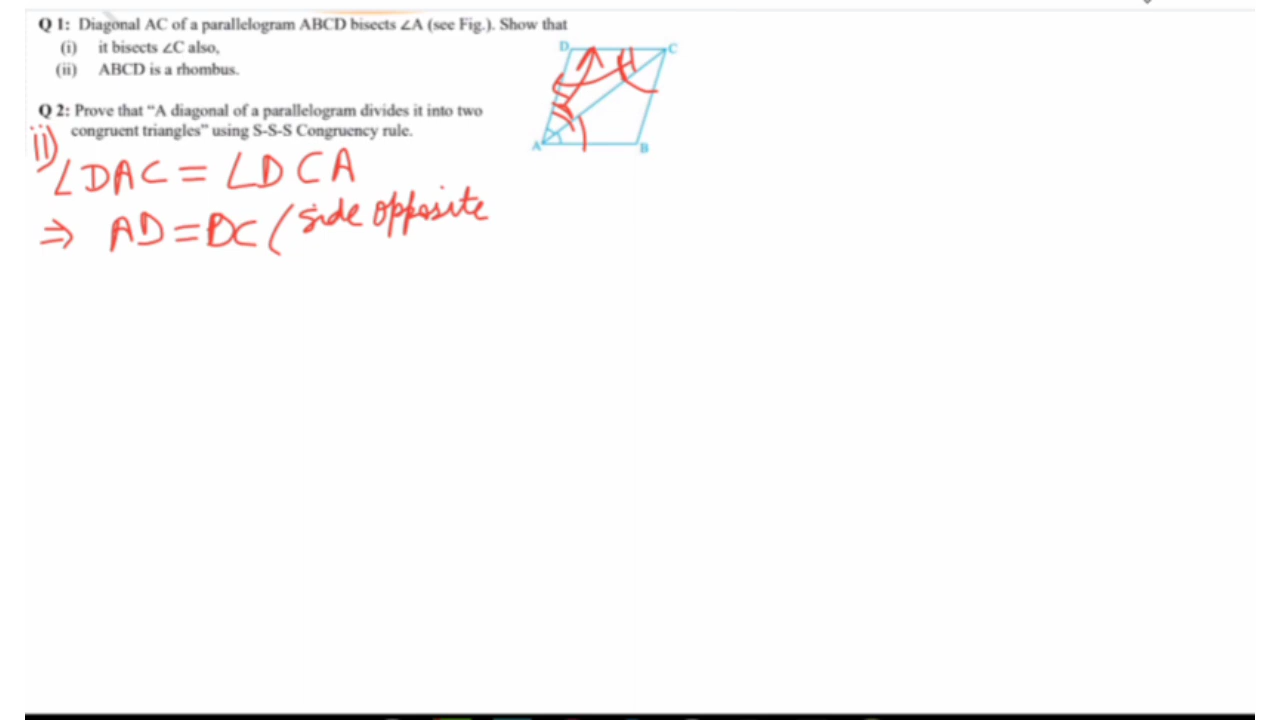 Q 1: Diagonal AC of a parallelogram ABCD bisects ∠A (see Fig.). Show that
(i) it bisects ∠C also,
(ii) ABCD is a rhombus.
D C
A B
Q 2: Prove that “A diagonal of a parallelogram divides it into two
congruent triangles” using S-S-S Congruency rule.
ii)
∠DAC = ∠DCA
⇒ AD = DC (side opposite